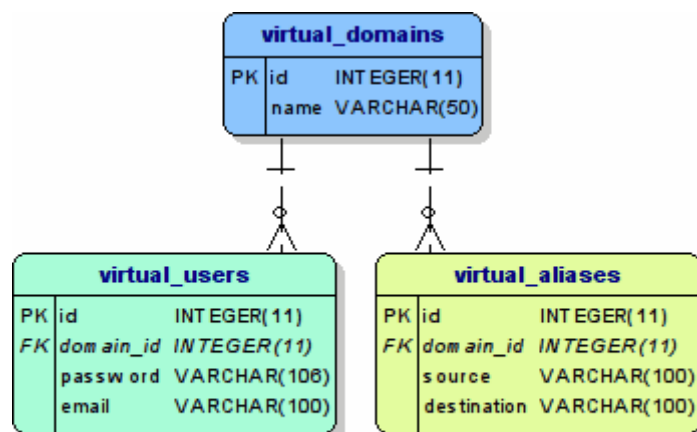 virtual_domains
PK id INTEGER(11)
name VARCHAR(50)
virtual_users
PK id INTEGER(11)
FK domain_id INTEGER(11)
password VARCHAR(106)
email VARCHAR(100)
virtual_aliases
PK id INTEGER(11)
FK domain_id INTEGER(11)
source VARCHAR(100)
destination VARCHAR(100)